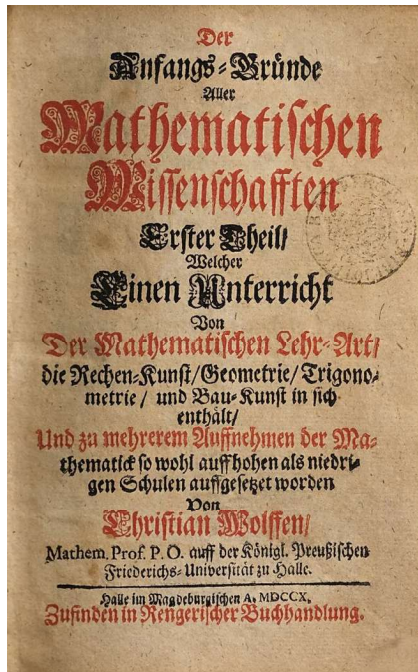 Der
Anfangs-Gründe
Aller
Mathematischen
Wissenschafften
Erster Theil/
Welcher
Einen Unterricht
Von
Der Mathematischen Lehr-Art/
die Rechen-Kunst/Geometrie/Trigono-
metrie/ und Bau-Kunst in sich
enthält/
Und zu mehrerem Auffnehmen der Ma-
thematick so wohl auff hohen als niedri-
gen Schulen auffgesetzet worden
Von
Christian Wolffen/
Mathem. Prof. P. O. auff der Königl. Preußischen
Friederichs-Universität zu Halle.
Halle im Magdeburgischen A. MDCCX.
Zufinden in Rengerischer Buchhandlung.